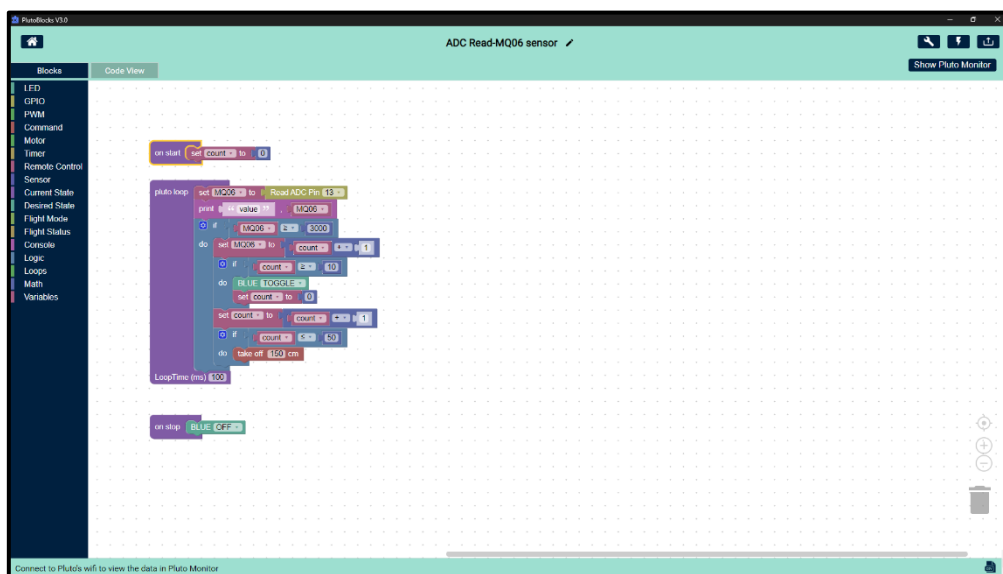 PlutoBlocks V3.0
ADC Read-MQ06 sensor
Show Pluto Monitor
Blocks
Code View
LED
GPIO
PWM
Command
Motor
Timer
Remote Control
Sensor
Current State
Desired State
Flight Mode
Flight Status
Console
Logic
Loops
Math
Variables
on start set count to 0
pluto loop set MQ06 to Read ADC Pin 13
print “ value ” , MQ06
if MQ06 ≥ 3000
do set MQ06 to count + 1
if count ≥ 10
do BLUE TOGGLE
set count to 0
set count to count + 1
if count ≤ 50
do take off 150 cm
LoopTime (ms) 100
on stop BLUE OFF
Connect to Pluto's wifi to view the data in Pluto Monitor